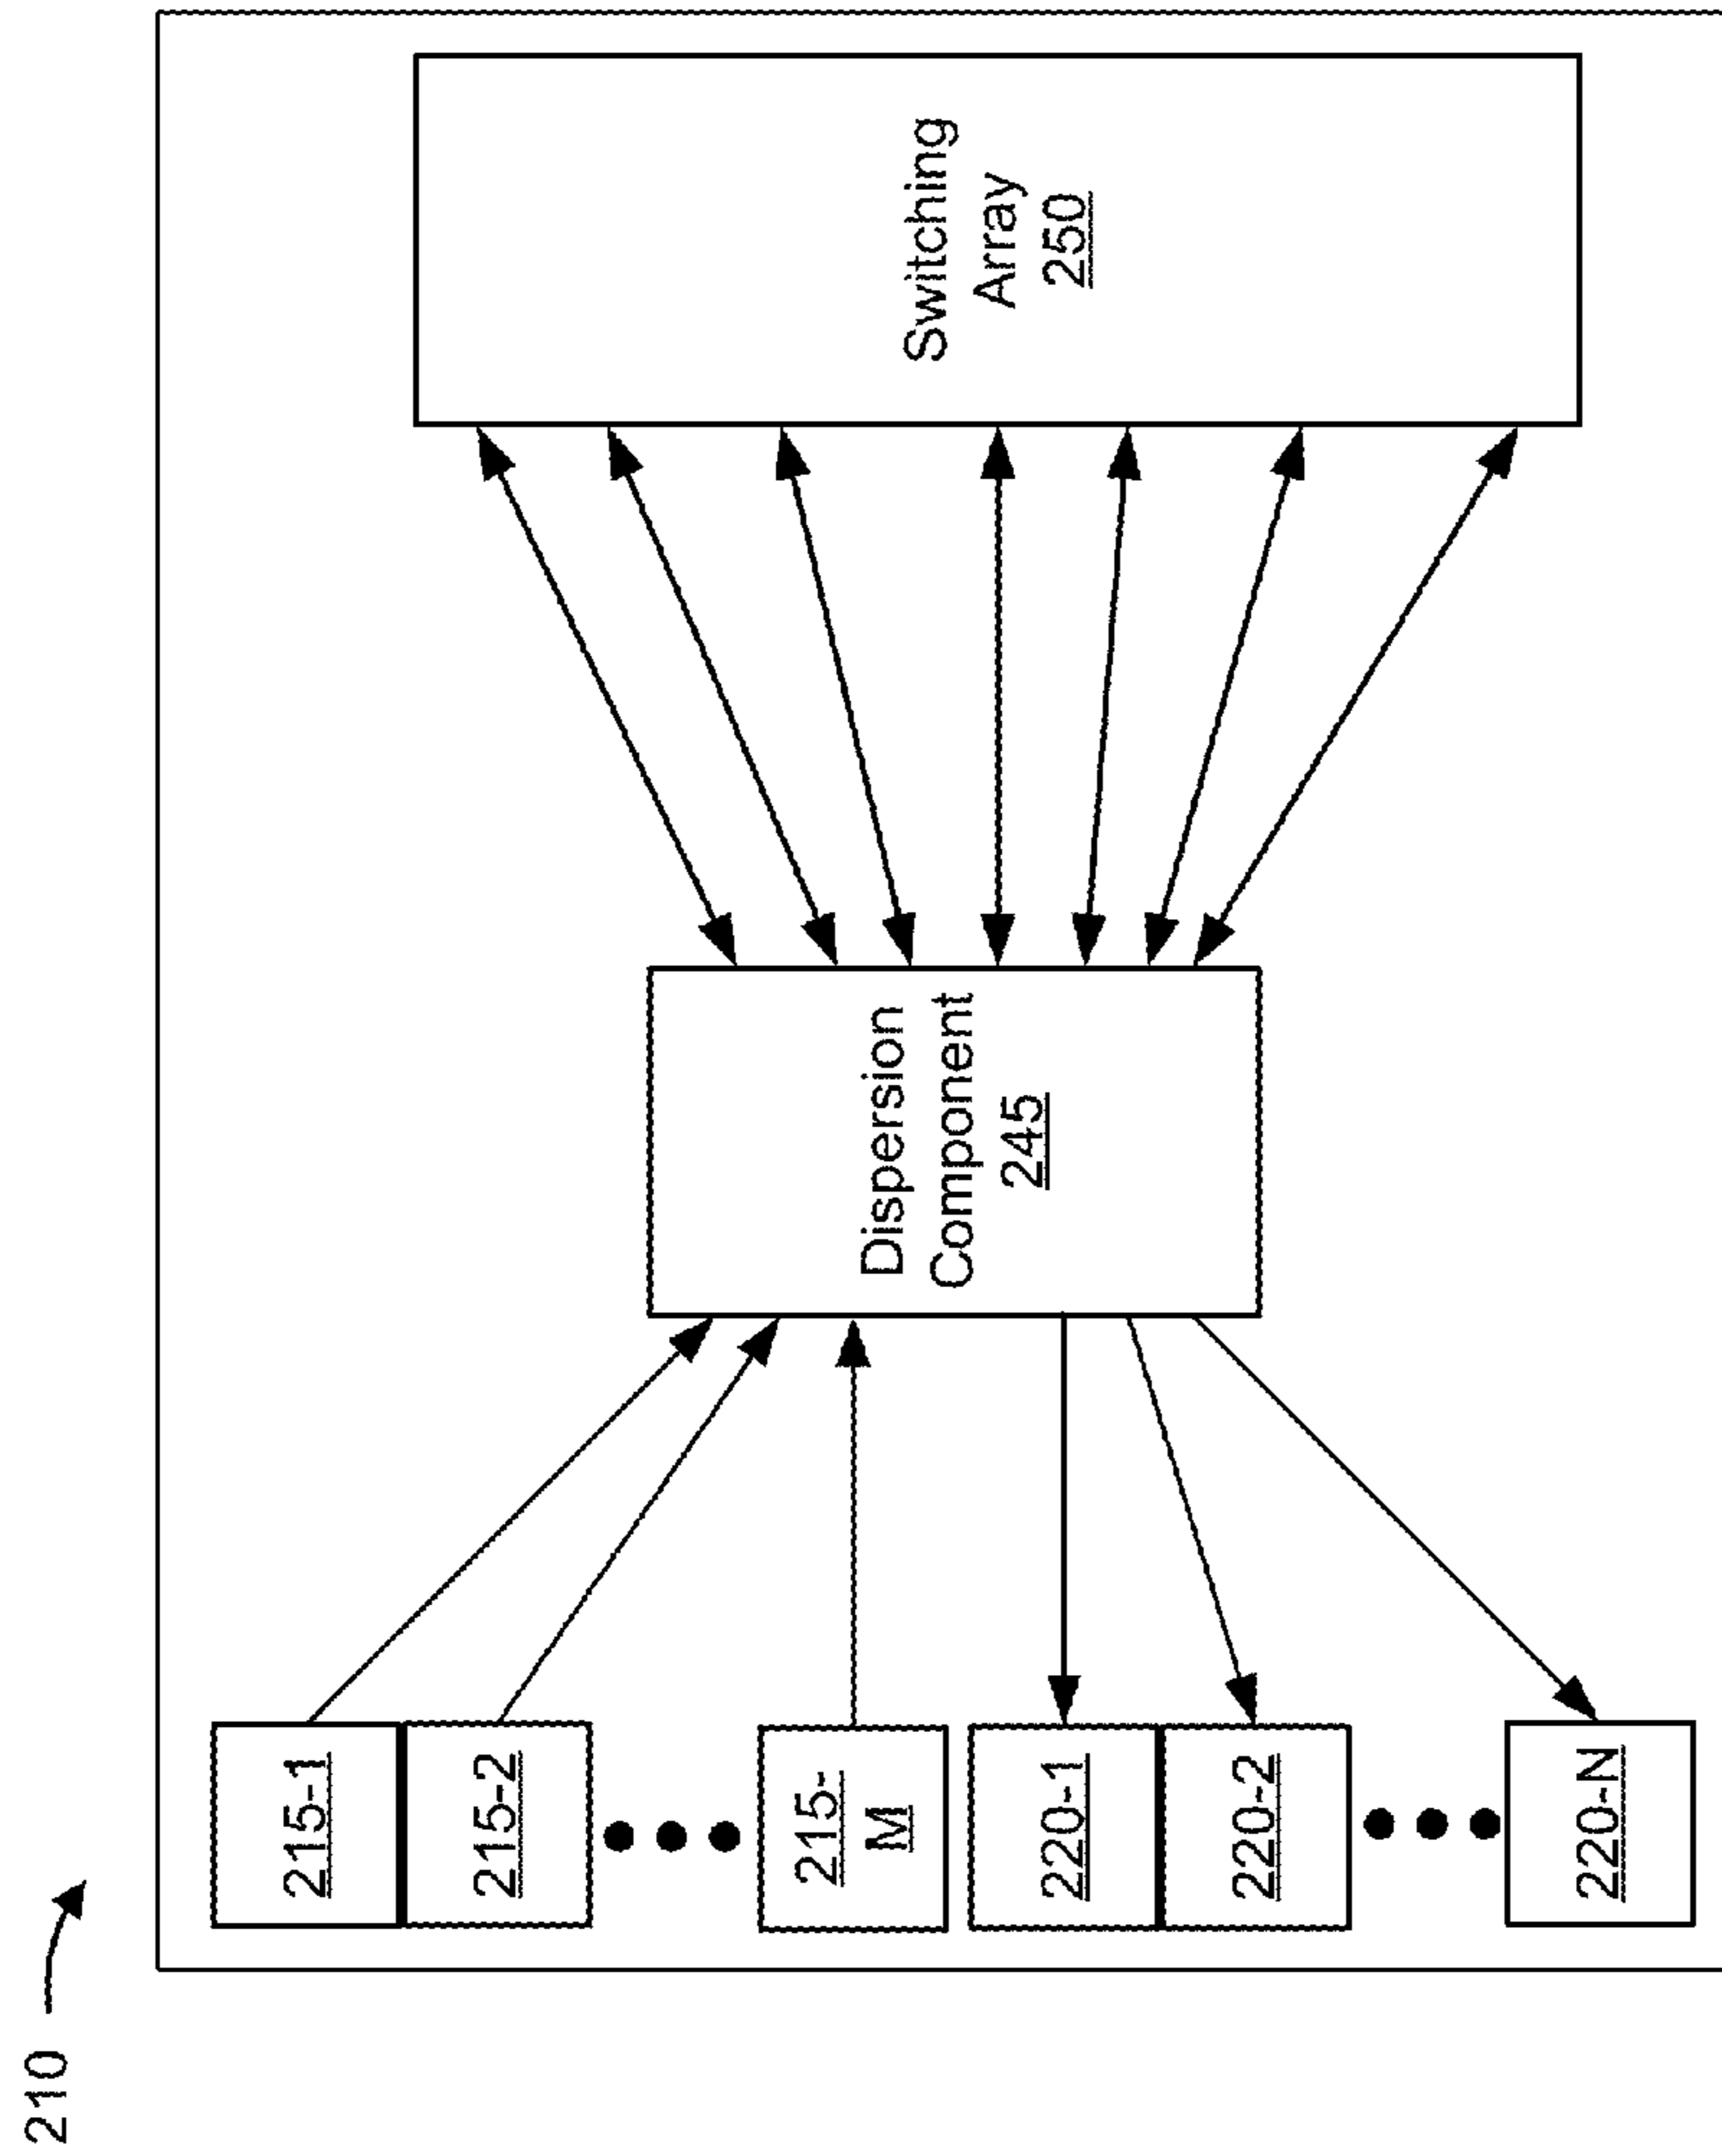 210
215-1
215-2
215-
M
220-1
220-2
220-N
Dispersion
Component
245
Switching
Array
250